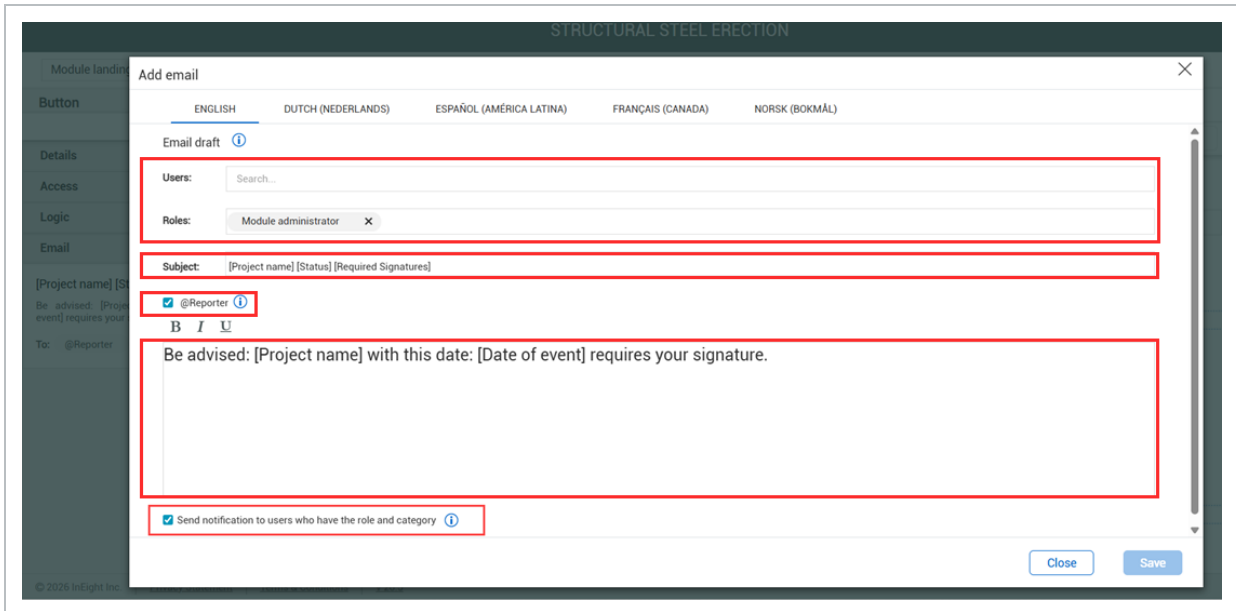 STRUCTURAL STEEL ERECTION
Module landing
Add email
Button
ENGLISH DUTCH (NEDERLANDS) ESPAÑOL (AMÉRICA LATINA) FRANÇAIS (CANADA) NORSK (BOKMÅL)
Email draft
Details
Access
Logic
Email
Users: Search...
Roles: Module administrator
Subject: [Project name] [Status] [Required Signatures]
[Project name] [St
Be advised: [Proje
event] requires your
To: @Reporter
@Reporter
B I U
Be advised: [Project name] with this date: [Date of event] requires your signature.
Send notification to users who have the role and category
Close Save
© 2026 InEight Inc.